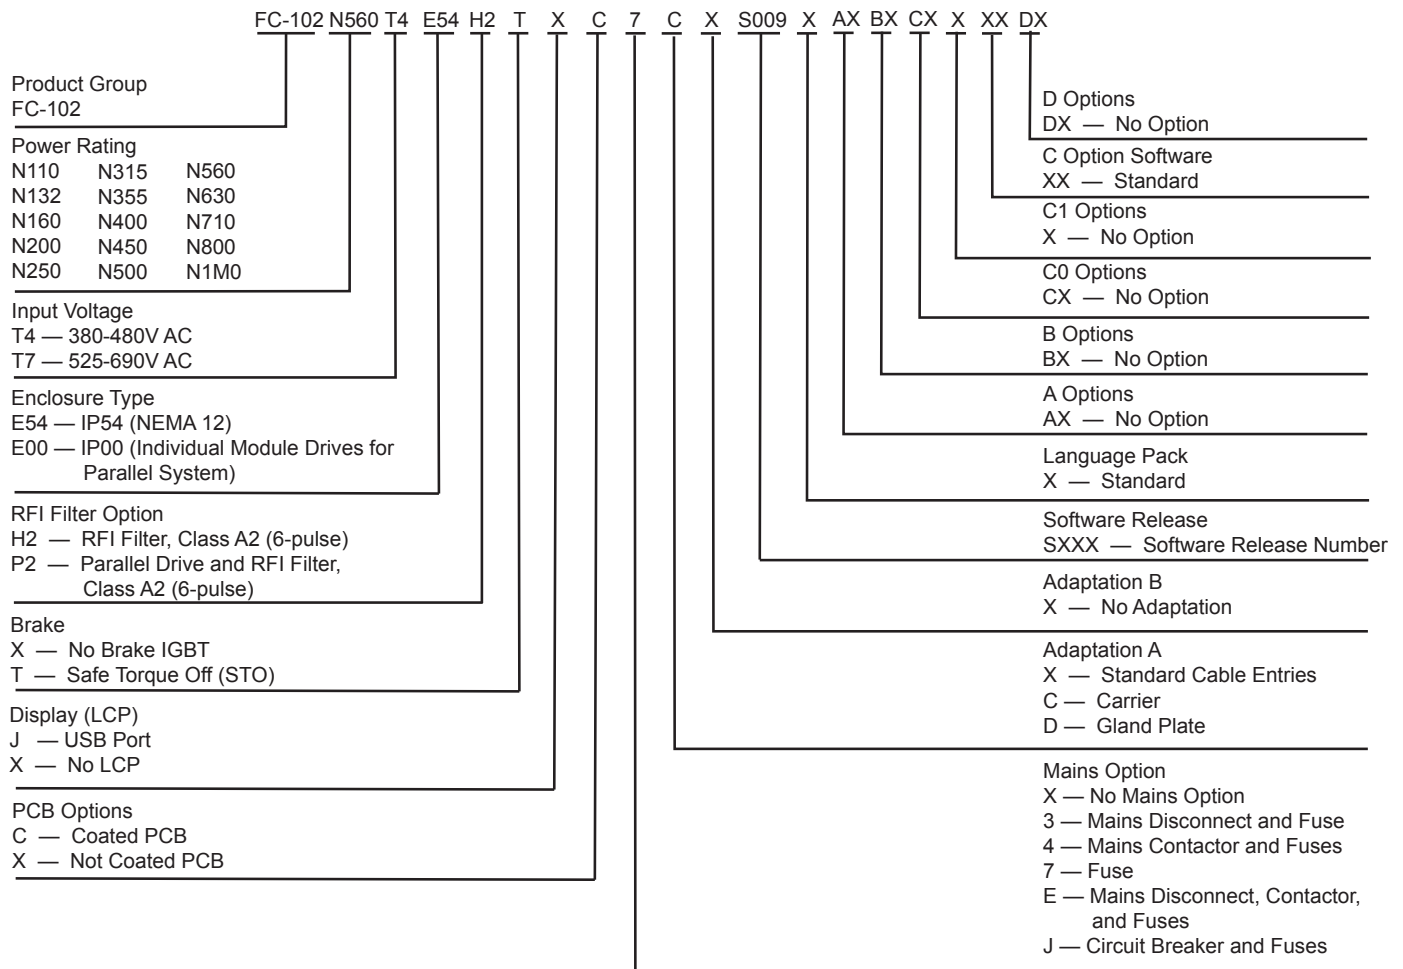 FC-102 N560 T4 E54 H2 T X C 7 C X S009 X AX BX CX X XX DX
Product Group
FC-102
Power Rating
N110 N315 N560
N132 N355 N630
N160 N400 N710
N200 N450 N800
N250 N500 N1M0
Input Voltage
T4 — 380-480V AC
T7 — 525-690V AC
Enclosure Type
E54 — IP54 (NEMA 12)
E00 — IP00 (Individual Module Drives for
Parallel System)
RFI Filter Option
H2 — RFI Filter, Class A2 (6-pulse)
P2 — Parallel Drive and RFI Filter,
Class A2 (6-pulse)
Brake
X — No Brake IGBT
T — Safe Torque Off (STO)
Display (LCP)
J — USB Port
X — No LCP
PCB Options
C — Coated PCB
X — Not Coated PCB
D Options
DX — No Option
C Option Software
XX — Standard
C1 Options
X — No Option
C0 Options
CX — No Option
B Options
BX — No Option
A Options
AX — No Option
Language Pack
X — Standard
Software Release
SXXX — Software Release Number
Adaptation B
X — No Adaptation
Adaptation A
X — Standard Cable Entries
C — Carrier
D — Gland Plate
Mains Option
X — No Mains Option
3 — Mains Disconnect and Fuse
4 — Mains Contactor and Fuses
7 — Fuse
E — Mains Disconnect, Contactor,
and Fuses
J — Circuit Breaker and Fuses